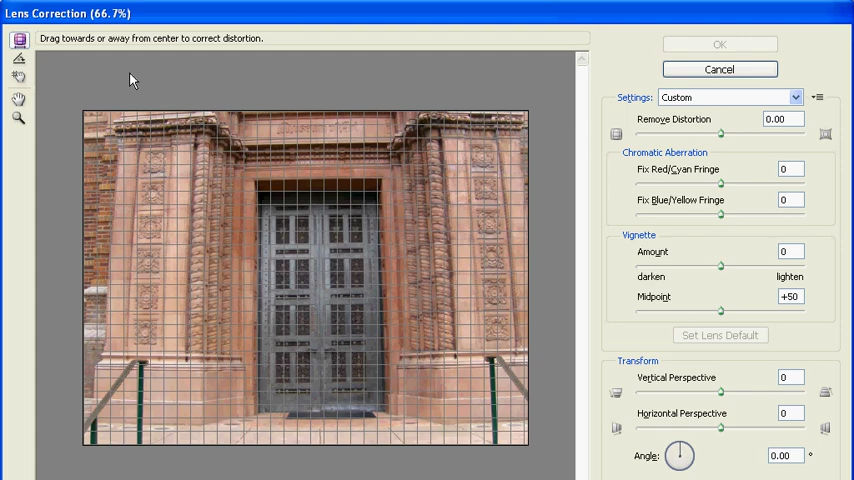 Lens Correction (66.7%)
Drag towards or away from center to correct distortion.
OK
Cancel
Settings: Custom
Remove Distortion 0.00
Chromatic Aberration
Fix Red/Cyan Fringe 0
Fix Blue/Yellow Fringe 0
Vignette
Amount 0
darken lighten
Midpoint +50
Set Lens Default
Transform
Vertical Perspective 0
Horizontal Perspective 0
Angle: 0.00 °